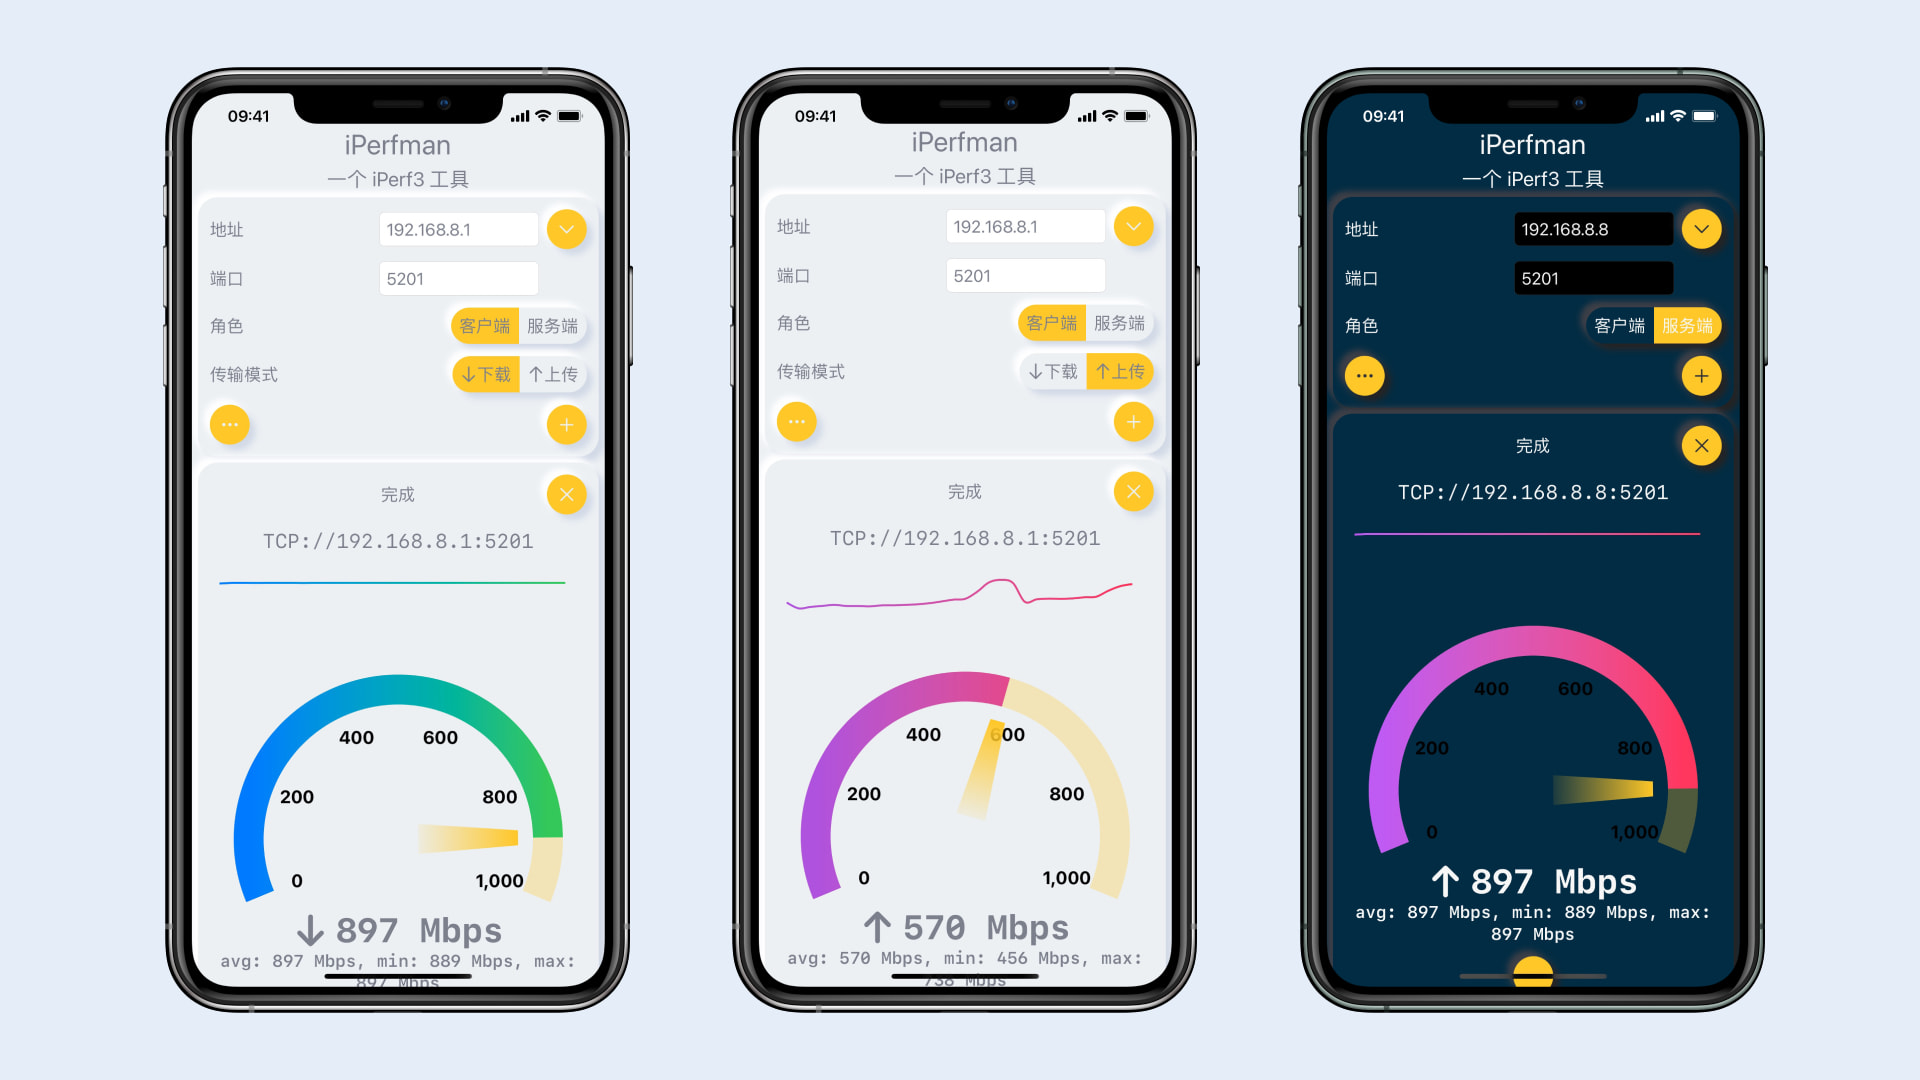 09:41
iPerfman
一个 iPerf3 工具
地址
192.168.8.1
端口
5201
角色
客户端
服务端
传输模式
↓下载
↑上传
完成
TCP://192.168.8.1:5201
400
600
200
800
0
1,000
↓ 897 Mbps
avg: 897 Mbps, min: 889 Mbps, max:
897 Mbps
09:41
iPerfman
一个 iPerf3 工具
地址
192.168.8.1
端口
5201
角色
客户端
服务端
传输模式
↓下载
↑上传
完成
TCP://192.168.8.1:5201
400
600
200
800
0
1,000
↑ 570 Mbps
avg: 570 Mbps, min: 456 Mbps, max:
738 Mbps
09:41
iPerfman
一个 iPerf3 工具
地址
192.168.8.8
端口
5201
角色
客户端
服务端
完成
TCP://192.168.8.8:5201
400
600
200
800
0
1,000
↑ 897 Mbps
avg: 897 Mbps, min: 889 Mbps, max:
897 Mbps